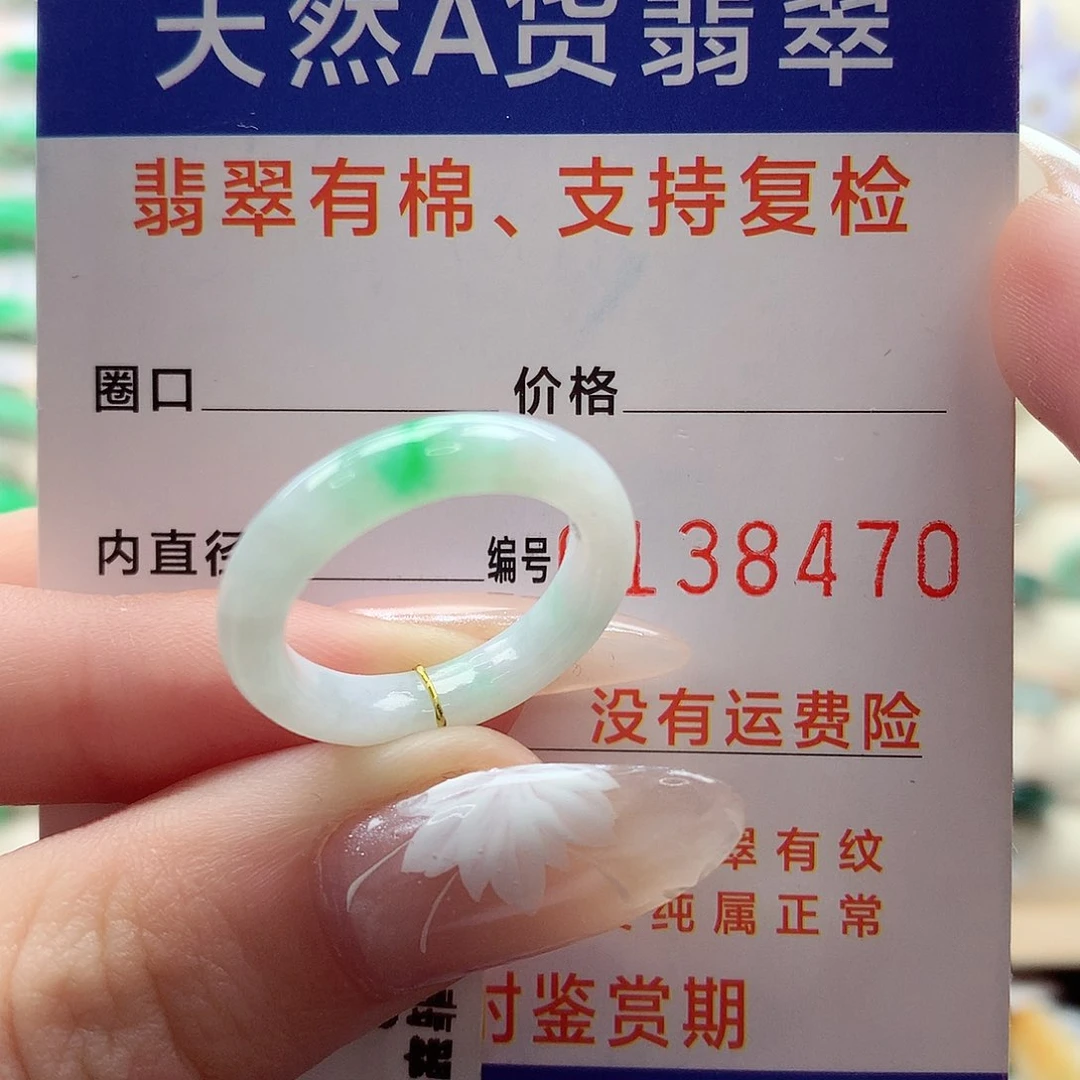 天然A货翡翠
翡翠有棉、支持复检
圈口 价格
内直径 编号 138470
没有运费险
翠有纹
纯属正常
时鉴赏期